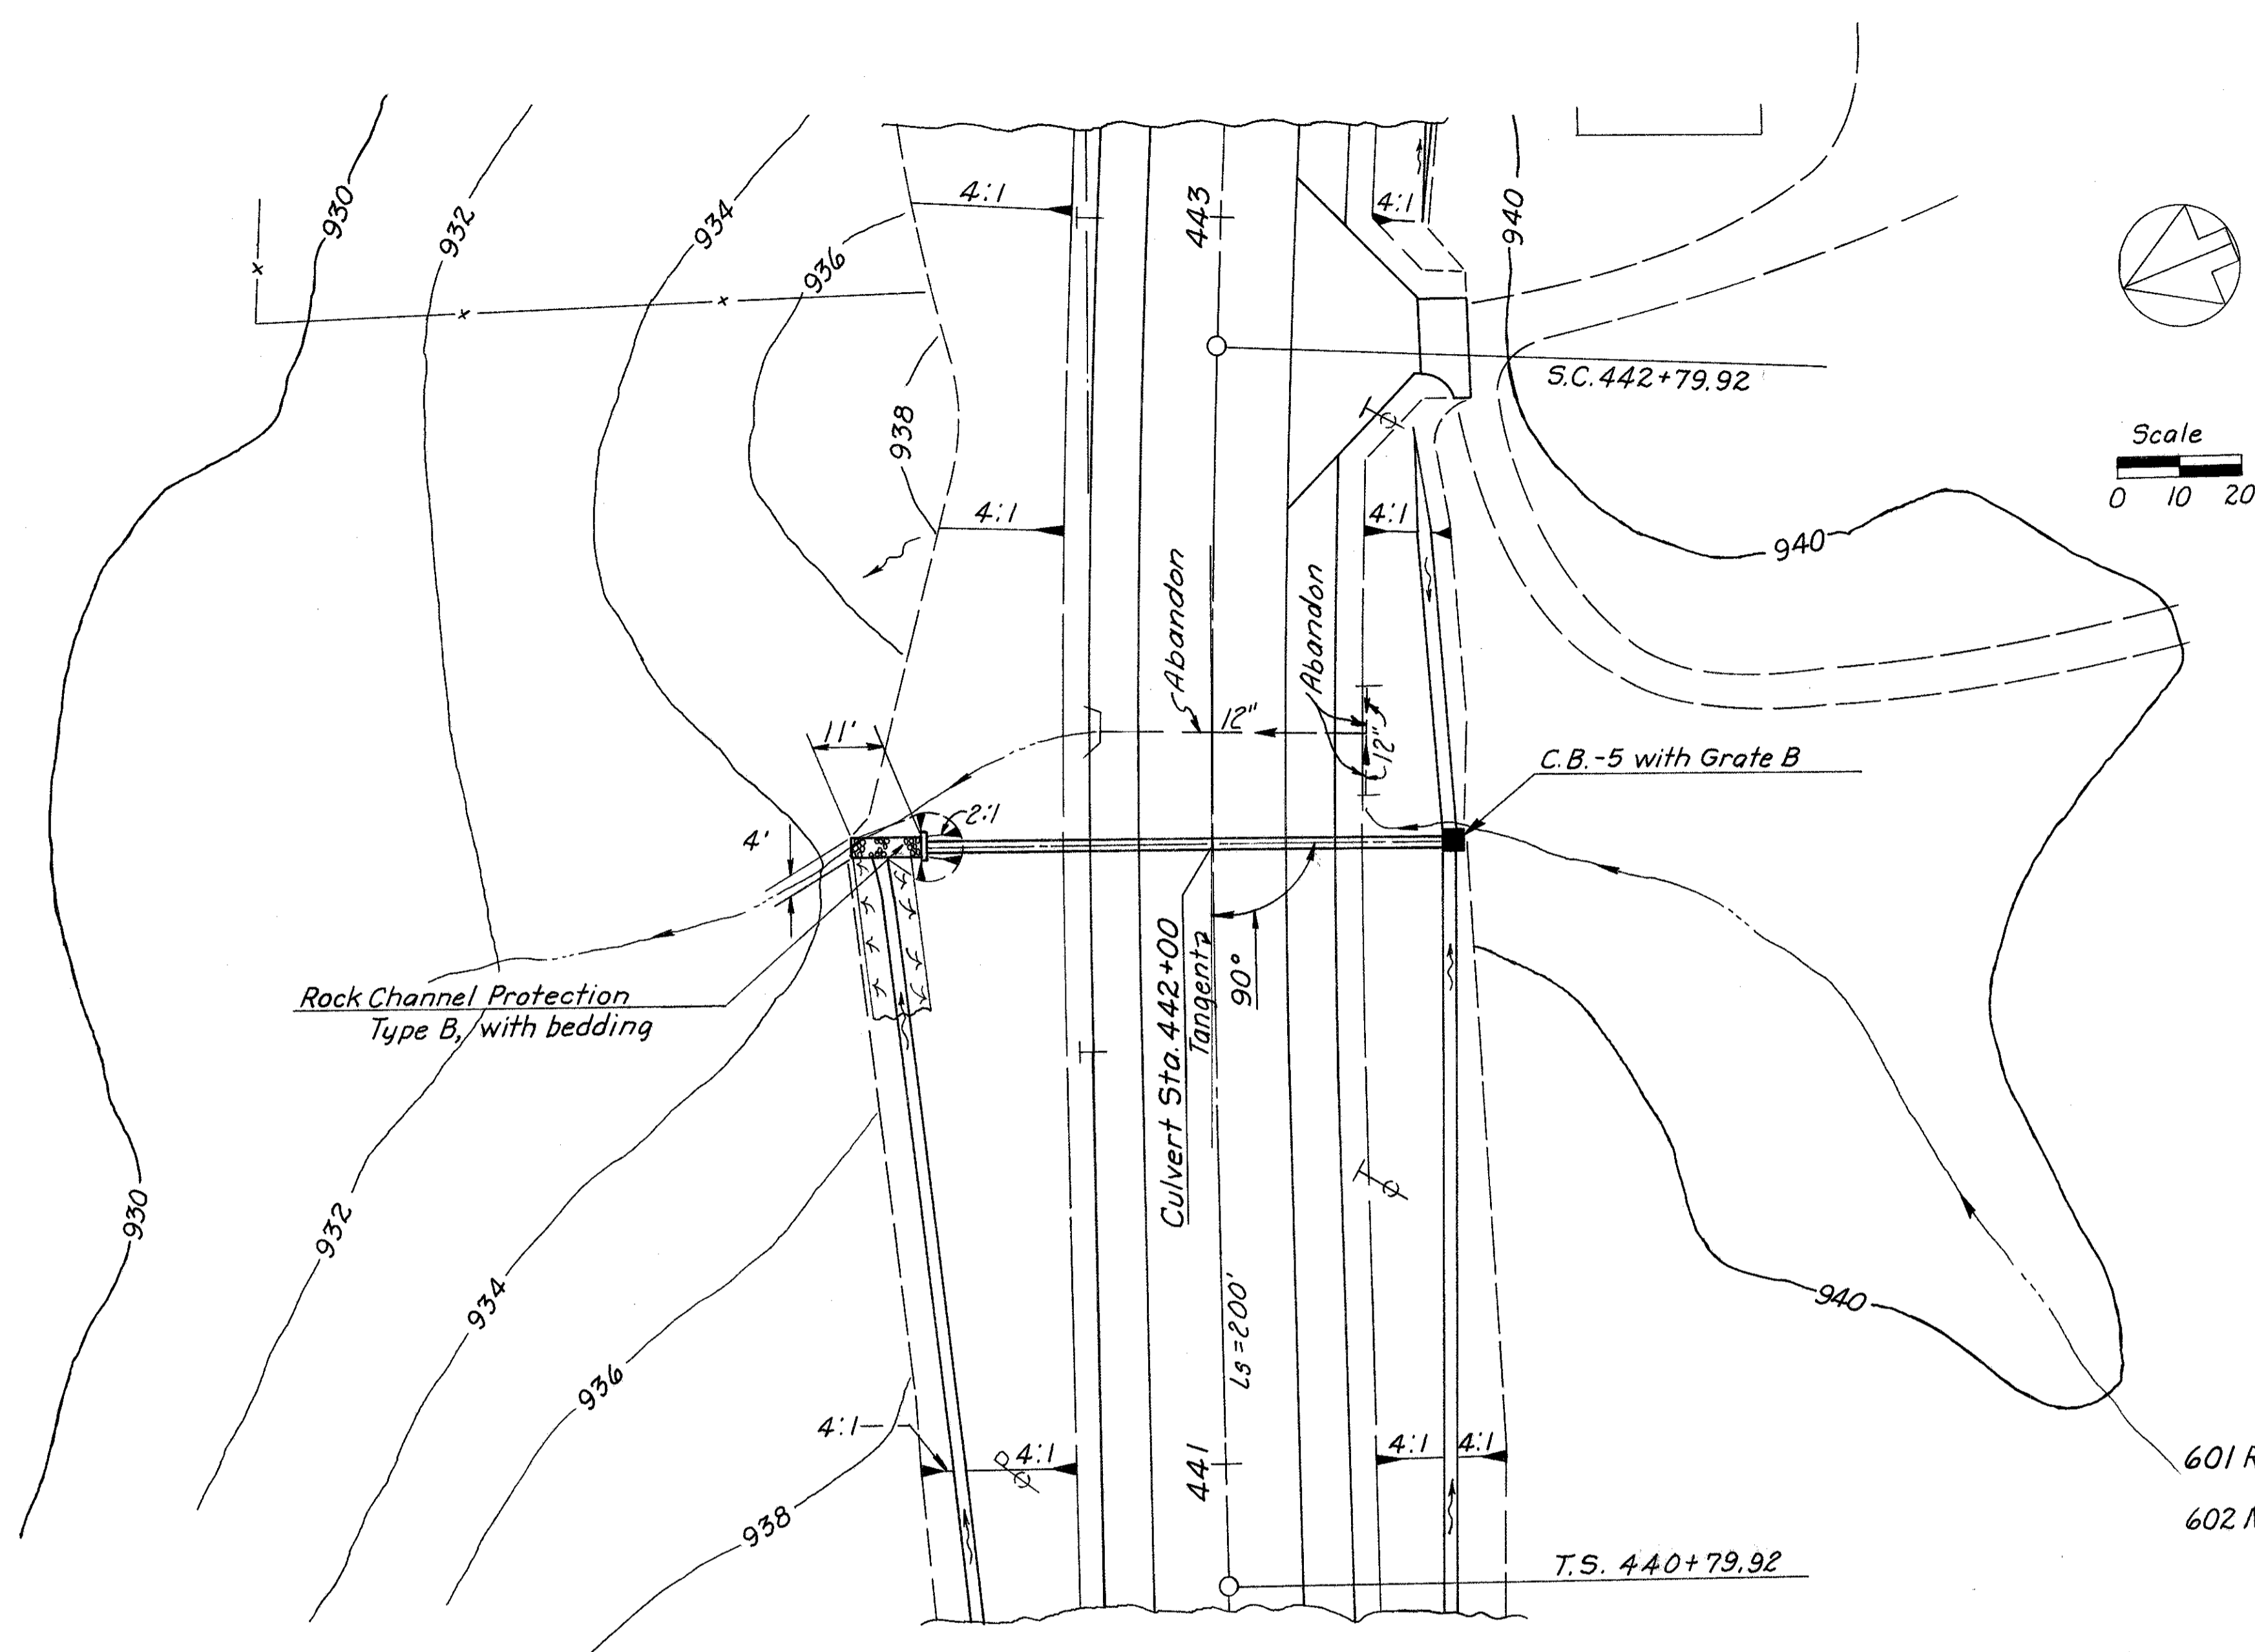 930
932
934
936
938
4:1
4:1
443
4:1
940
S.C. 442+79.92
Scale
0 10 20
4:1
940
Abandon
Abandon
12"
12"
11'
2:1
4'
C.B.-5 with Grate B
Rock Channel Protection
Type B, with bedding
Culvert Sta. 442+00
Tangent
90°
930
932
934
936
938
4:1
4:1
Ls = 200'
441
4:1
4:1
940
601
602
T.S. 440+79.92